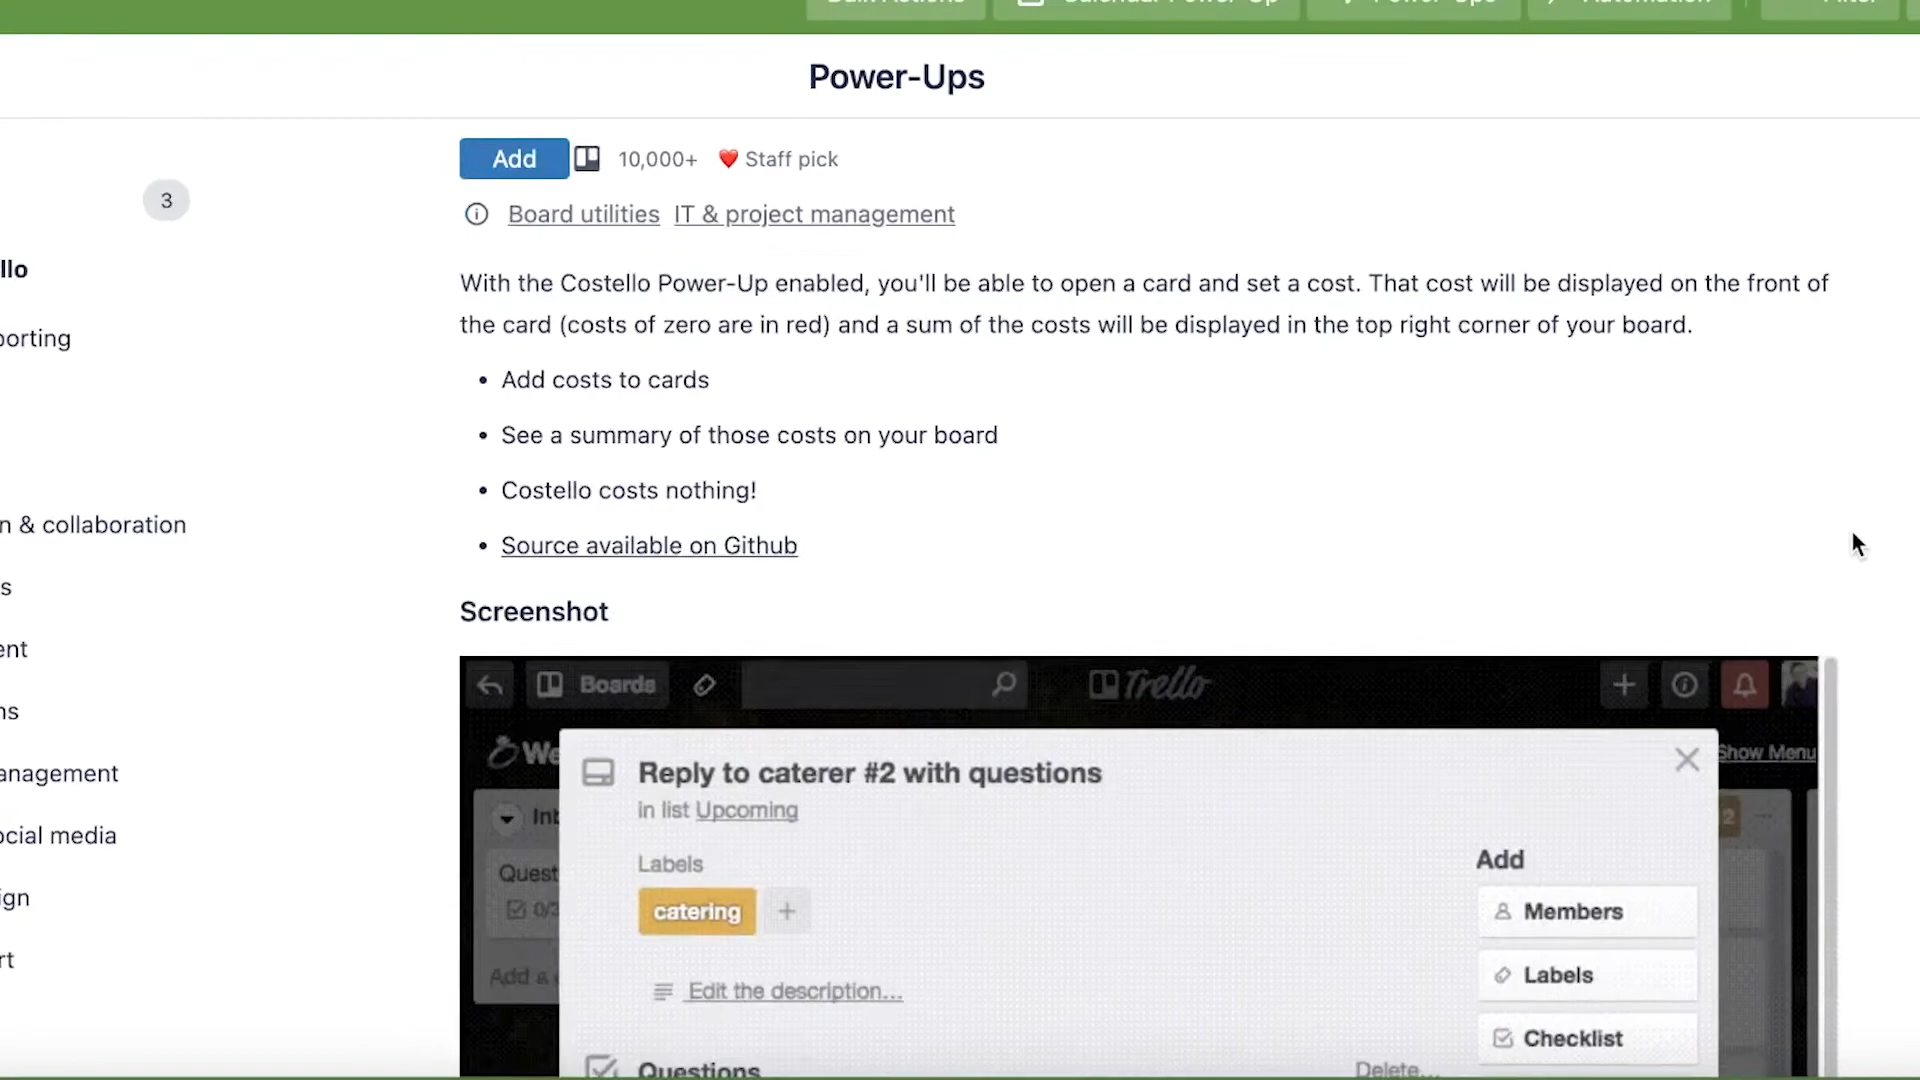 Bulk Actions Calendar Power-Up Power-Ups Automation Filter
Power-Ups
Add 10,000+ Staff pick
3
Board utilities IT & project management
llo
With the Costello Power-Up enabled, you'll be able to open a card and set a cost. That cost will be displayed on the front of
the card (costs of zero are in red) and a sum of the costs will be displayed in the top right corner of your board.
porting
• Add costs to cards
• See a summary of those costs on your board
• Costello costs nothing!
n & collaboration
• Source available on Github
s
Screenshot
ent
Boards Trello
ns
We Show Menu
anagement
Reply to caterer #2 with questions
in list Upcoming
Int 2
ocial media
Labels Add
Quest
ign
0/3 catering + Members
rt
Add a Labels
Edit the description...
Checklist
Questions Delete...